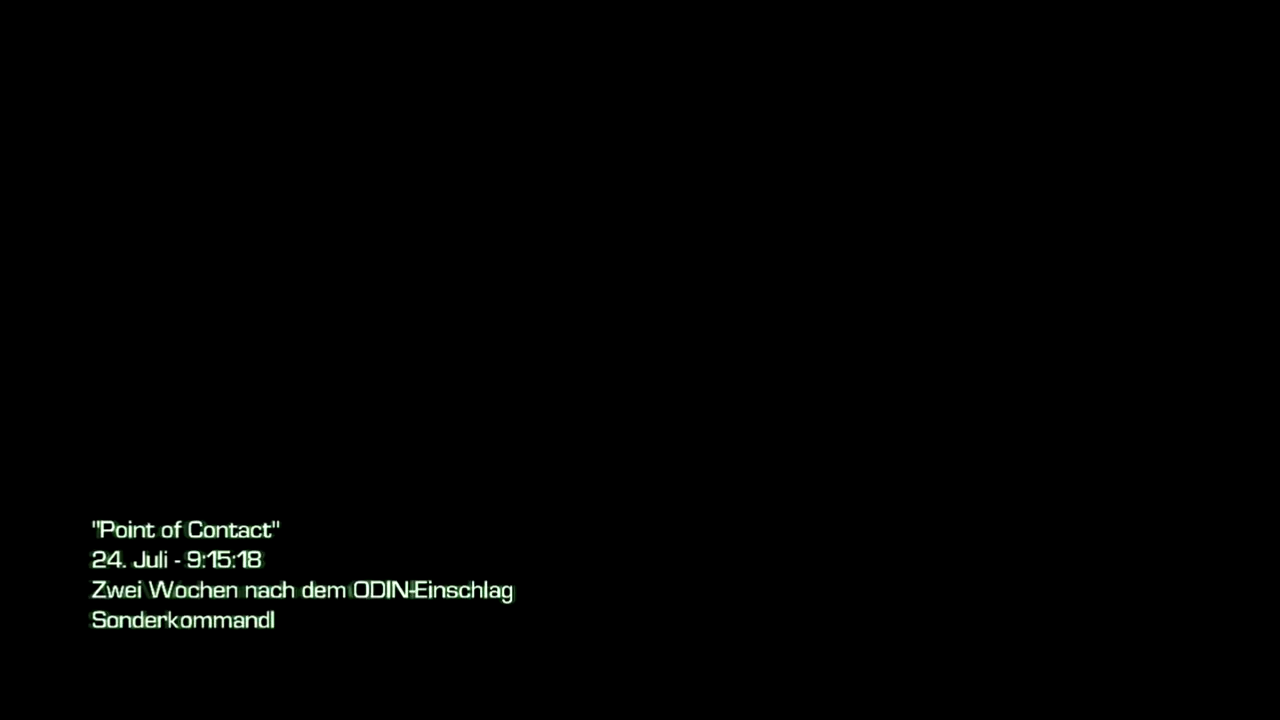 "Point of Contact"
24. Juli - 9:15:18
Zwei Wochen nach dem ODIN-Einschlag
Sonderkommandl